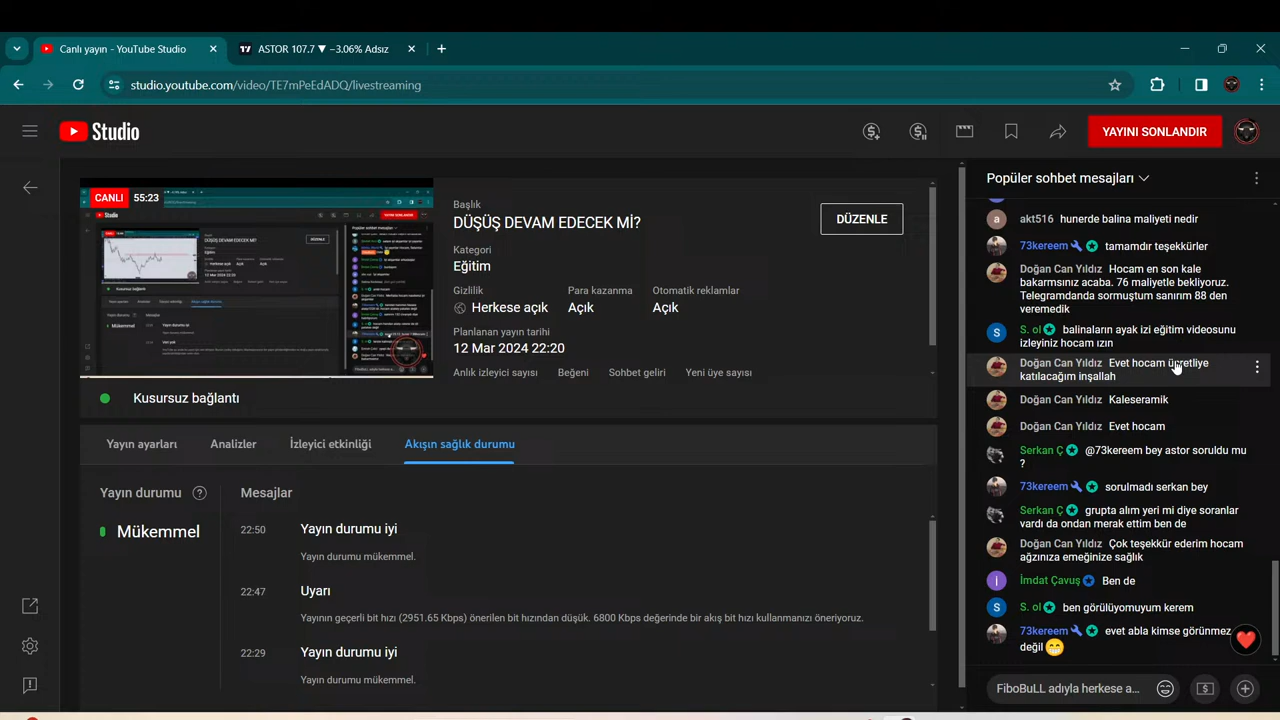 Canlı yayın - YouTube Studio
ASTOR 107.7 ▼ −3.06% Adsız
studio.youtube.com/video/TE7mPeEdADQ/livestreaming
Studio
YAYINI SONLANDIR
CANLI 55:23
Başlık
DÜŞÜŞ DEVAM EDECEK Mİ?
DÜZENLE
Kategori
Eğitim
Gizlilik
Herkese açık
Para kazanma
Açık
Otomatik reklamlar
Açık
Planlanan yayın tarihi
12 Mar 2024 22:20
Anlık izleyici sayısı
Beğeni
Sohbet geliri
Yeni üye sayısı
Kusursuz bağlantı
Yayın ayarları
Analizler
İzleyici etkinliği
Akışın sağlık durumu
Yayın durumu
Mükemmel
Mesajlar
22:50 Yayın durumu iyi
Yayın durumu mükemmel.
22:47 Uyarı
Yayının geçerli bit hızı (2951.65 Kbps) önerilen bit hızından düşük. 6800 Kbps değerinde bir akış bit hızı kullanmanızı öneriyoruz.
22:29 Yayın durumu iyi
Yayın durumu mükemmel.
Popüler sohbet mesajları
akt516 hunerde balina maliyeti nedir
73kereem tamamdır teşekkürler
Doğan Can Yıldız Hocam en son kale
bakarmısınız. 76 maliyet bekliyoruz.
Telegramdan konuşmuştum satırım 88 den
veremedik
S. ol balinaların ayak izi eğitim videosunu
izleyiniz hocam ızın
Doğan Can Yıldız Evet hocam ücretliye
katılacağım inşallah
Doğan Can Yıldız Kaleseramik
Doğan Can Yıldız Evet hocam
Serkan Ç @73kereem bey astor soruldu mu
?
73kereem sorulmadı serkan bey
Serkan Ç grupta alım yeri mi diye soranlar
vardı da ondan merak ettim ben de
Doğan Can Yıldız Çok teşekkür ederim hocam
ağzınıza emeğinize sağlık
İmdat Çavuş Ben de
S. ol ben görülüyomuyum kerem
73kereem evet abla kimse görünmez
değil 😁
FiboBuLL adıyla herkese a...